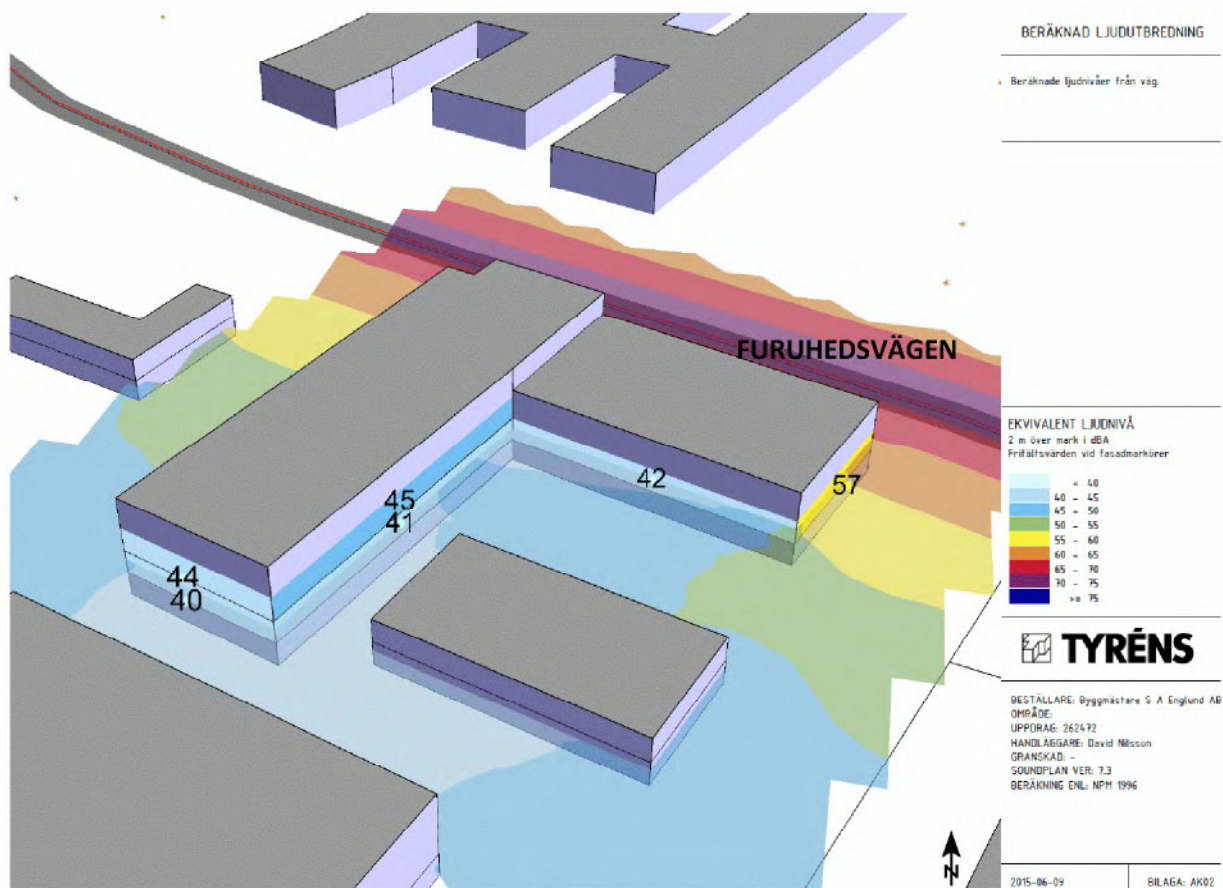 BERÄKNAD LJUDUTBREDNING
Beräknade ljudnivåer från väg.
FURUHEDSVÄGEN
42
57
45
41
44
40
EKVIVALENT LJUDNIVÅ
2 m över mark i dBA
Frifältsvärden vid fasadmarkörer
< 40
40 - 45
45 - 50
50 - 55
55 - 60
60 - 65
65 - 70
70 - 75
>= 75
TYRÉNS
BESTÄLLARE: Byggmästare S A Englund AB
OMRÅDE:
UPPDRAG: 262472
HANDLÄGGARE: David Nilsson
GRANSKAD: -
SOUNDPLAN VER: 7.3
BERÄKNING ENL: NPM 1996
N
2015-06-09
BILAGA: AK02